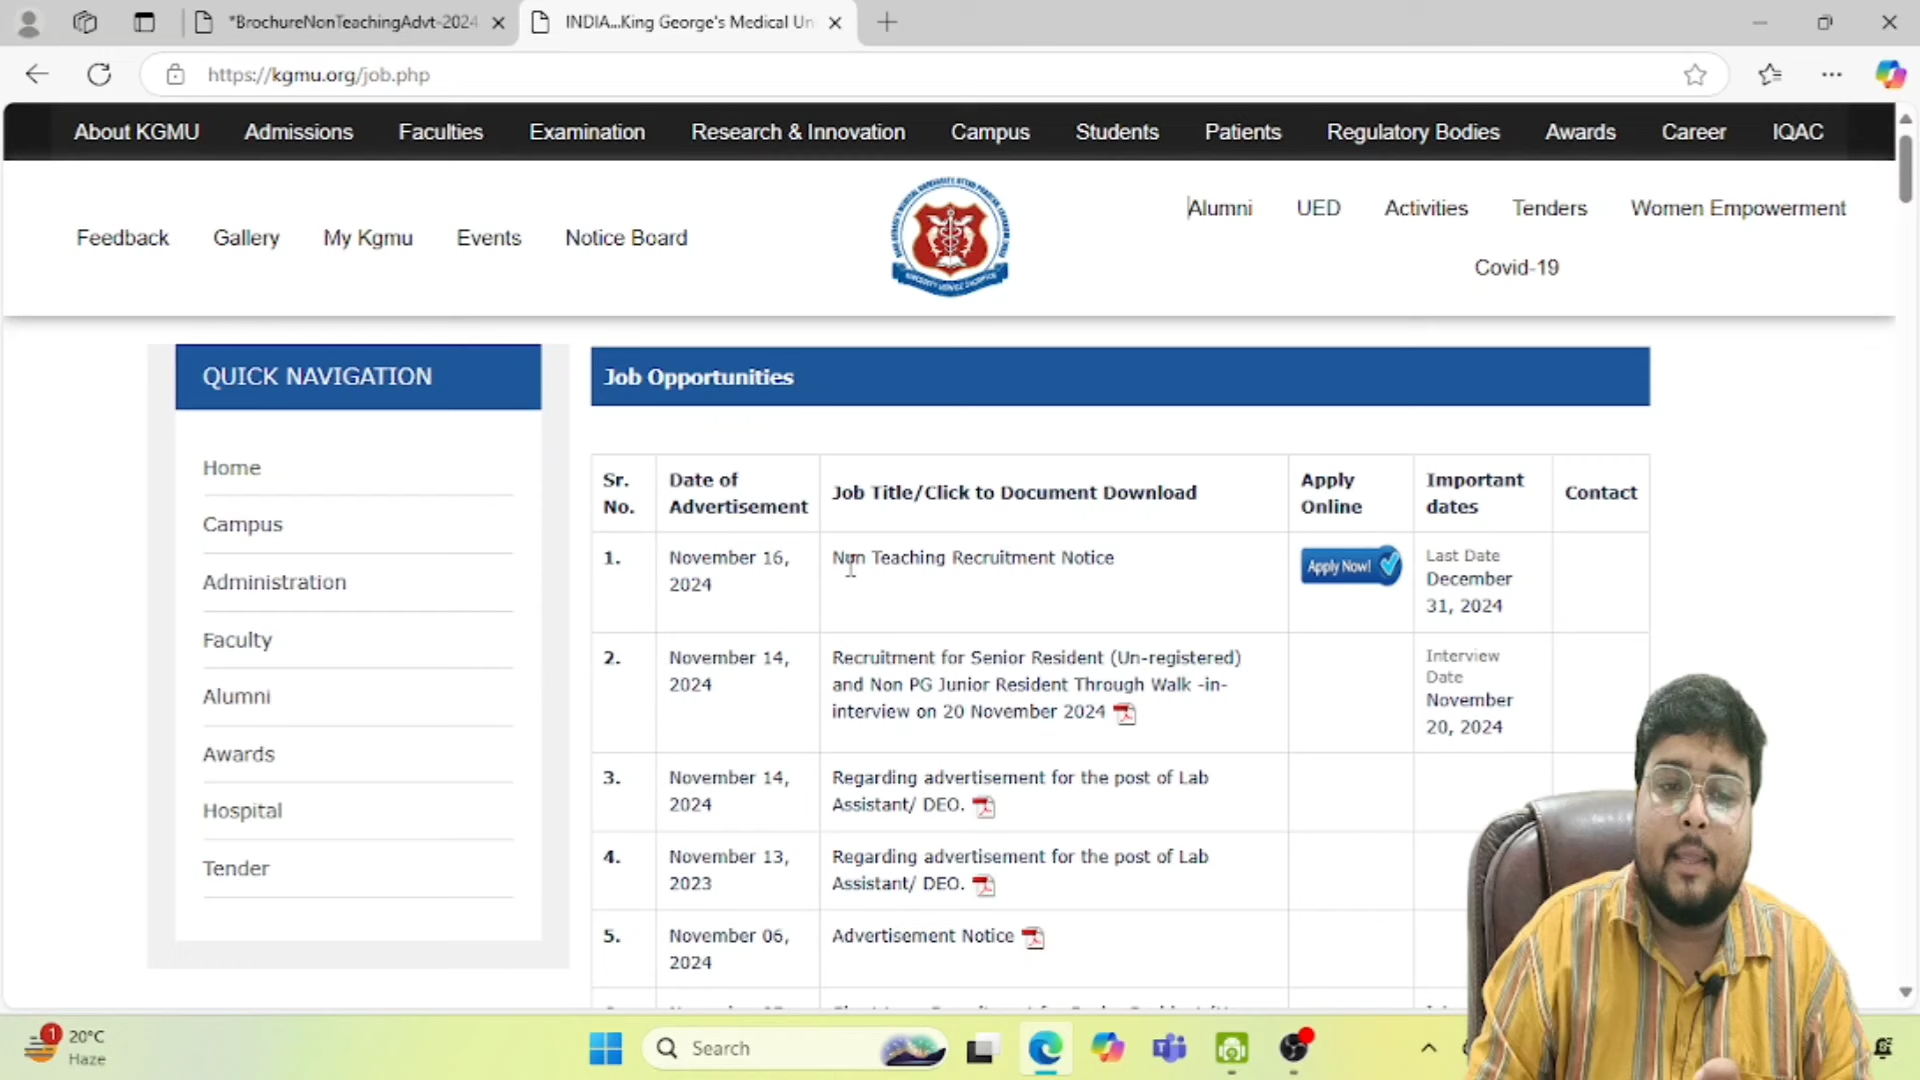 *BrochureNonTeachingAdvt-2024
INDIA...King George's Medical Un
https://kgmu.org/job.php
About KGMU Admissions Faculties Examination Research & Innovation Campus Students Patients Regulatory Bodies Awards Career IQAC
Feedback Gallery My Kgmu Events Notice Board
Alumni UED Activities Tenders Women Empowerment
Covid-19
QUICK NAVIGATION
Home
Campus
Administration
Faculty
Alumni
Awards
Hospital
Tender
Job Opportunities
Sr. No. Date of Advertisement Job Title/Click to Document Download Apply Online Important dates Contact
1. November 16, 2024 Non Teaching Recruitment Notice Apply Now! Last Date December 31, 2024
2. November 14, 2024 Recruitment for Senior Resident (Un-registered) and Non PG Junior Resident Through Walk -in-interview on 20 November 2024 Interview Date November 20, 2024
3. November 14, 2024 Regarding advertisement for the post of Lab Assistant/ DEO.
4. November 13, 2023 Regarding advertisement for the post of Lab Assistant/ DEO.
5. November 06, 2024 Advertisement Notice
1
20°C
Haze
Search